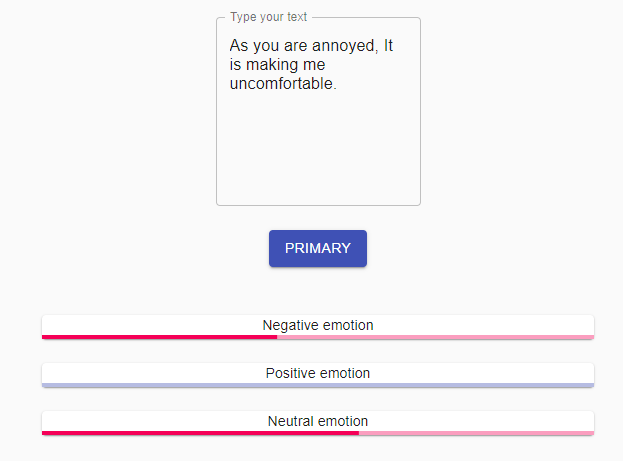 Type your text
As you are annoyed, It
is making me
uncomfortable.
PRIMARY
Negative emotion
Positive emotion
Neutral emotion